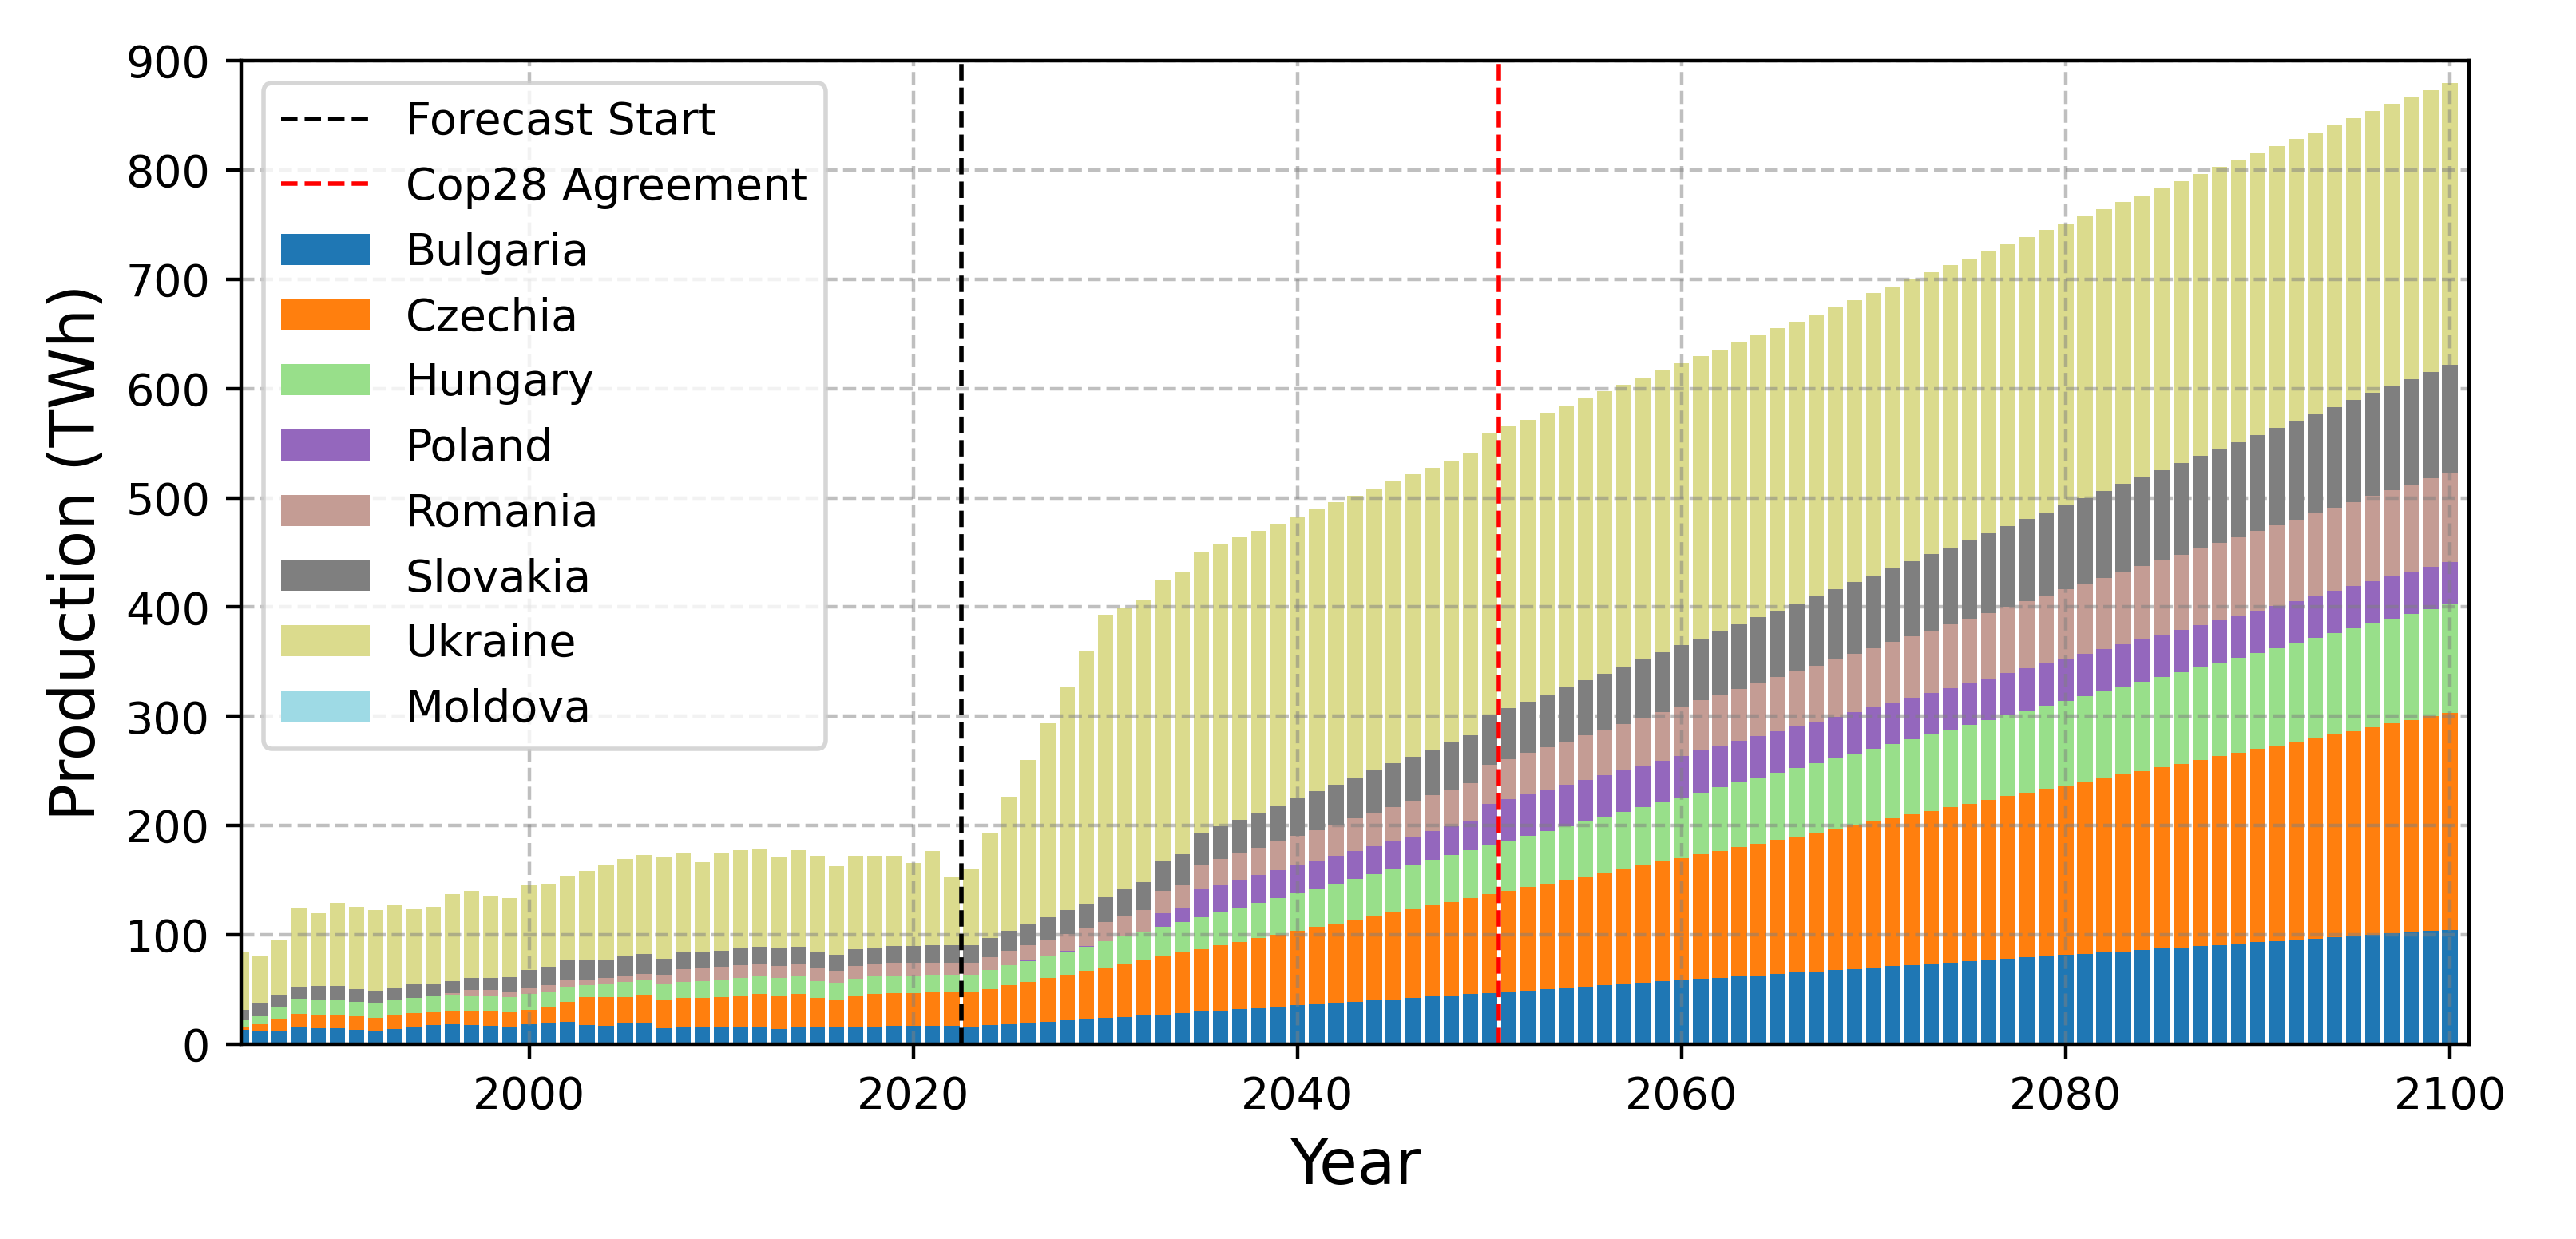 900
800
700
600
500
400
300
200
100
0
Production (TWh)
Forecast Start
Cop28 Agreement
Bulgaria
Czechia
Hungary
Poland
Romania
Slovakia
Ukraine
Moldova
2000 2020 2040 2060 2080 2100
Year